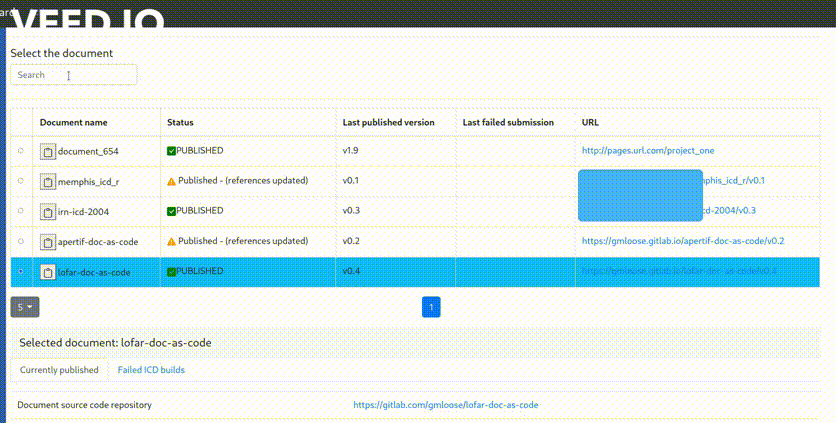 VEED.IO
Select the document
Search
Document name Status Last published version Last failed submission URL
document_654 PUBLISHED v1.9 http://pages.url.com/project_one
memphis_icd_r Published - (references updated) v0.1 nphis_icd_r/v0.1
irn-icd-2004 PUBLISHED v0.3 cd-2004/v0.3
apertif-doc-as-code Published - (references updated) v0.2 https://gmloose.gitlab.io/apertif-doc-as-code/v0.2
lofar-doc-as-code PUBLISHED v0.4 https://gmloose.gitlab.io/lofar-doc-as-code/v0.4
5 1
Selected document: lofar-doc-as-code
Currently published Failed ICD builds
Document source code repository https://gitlab.com/gmloose/lofar-doc-as-code